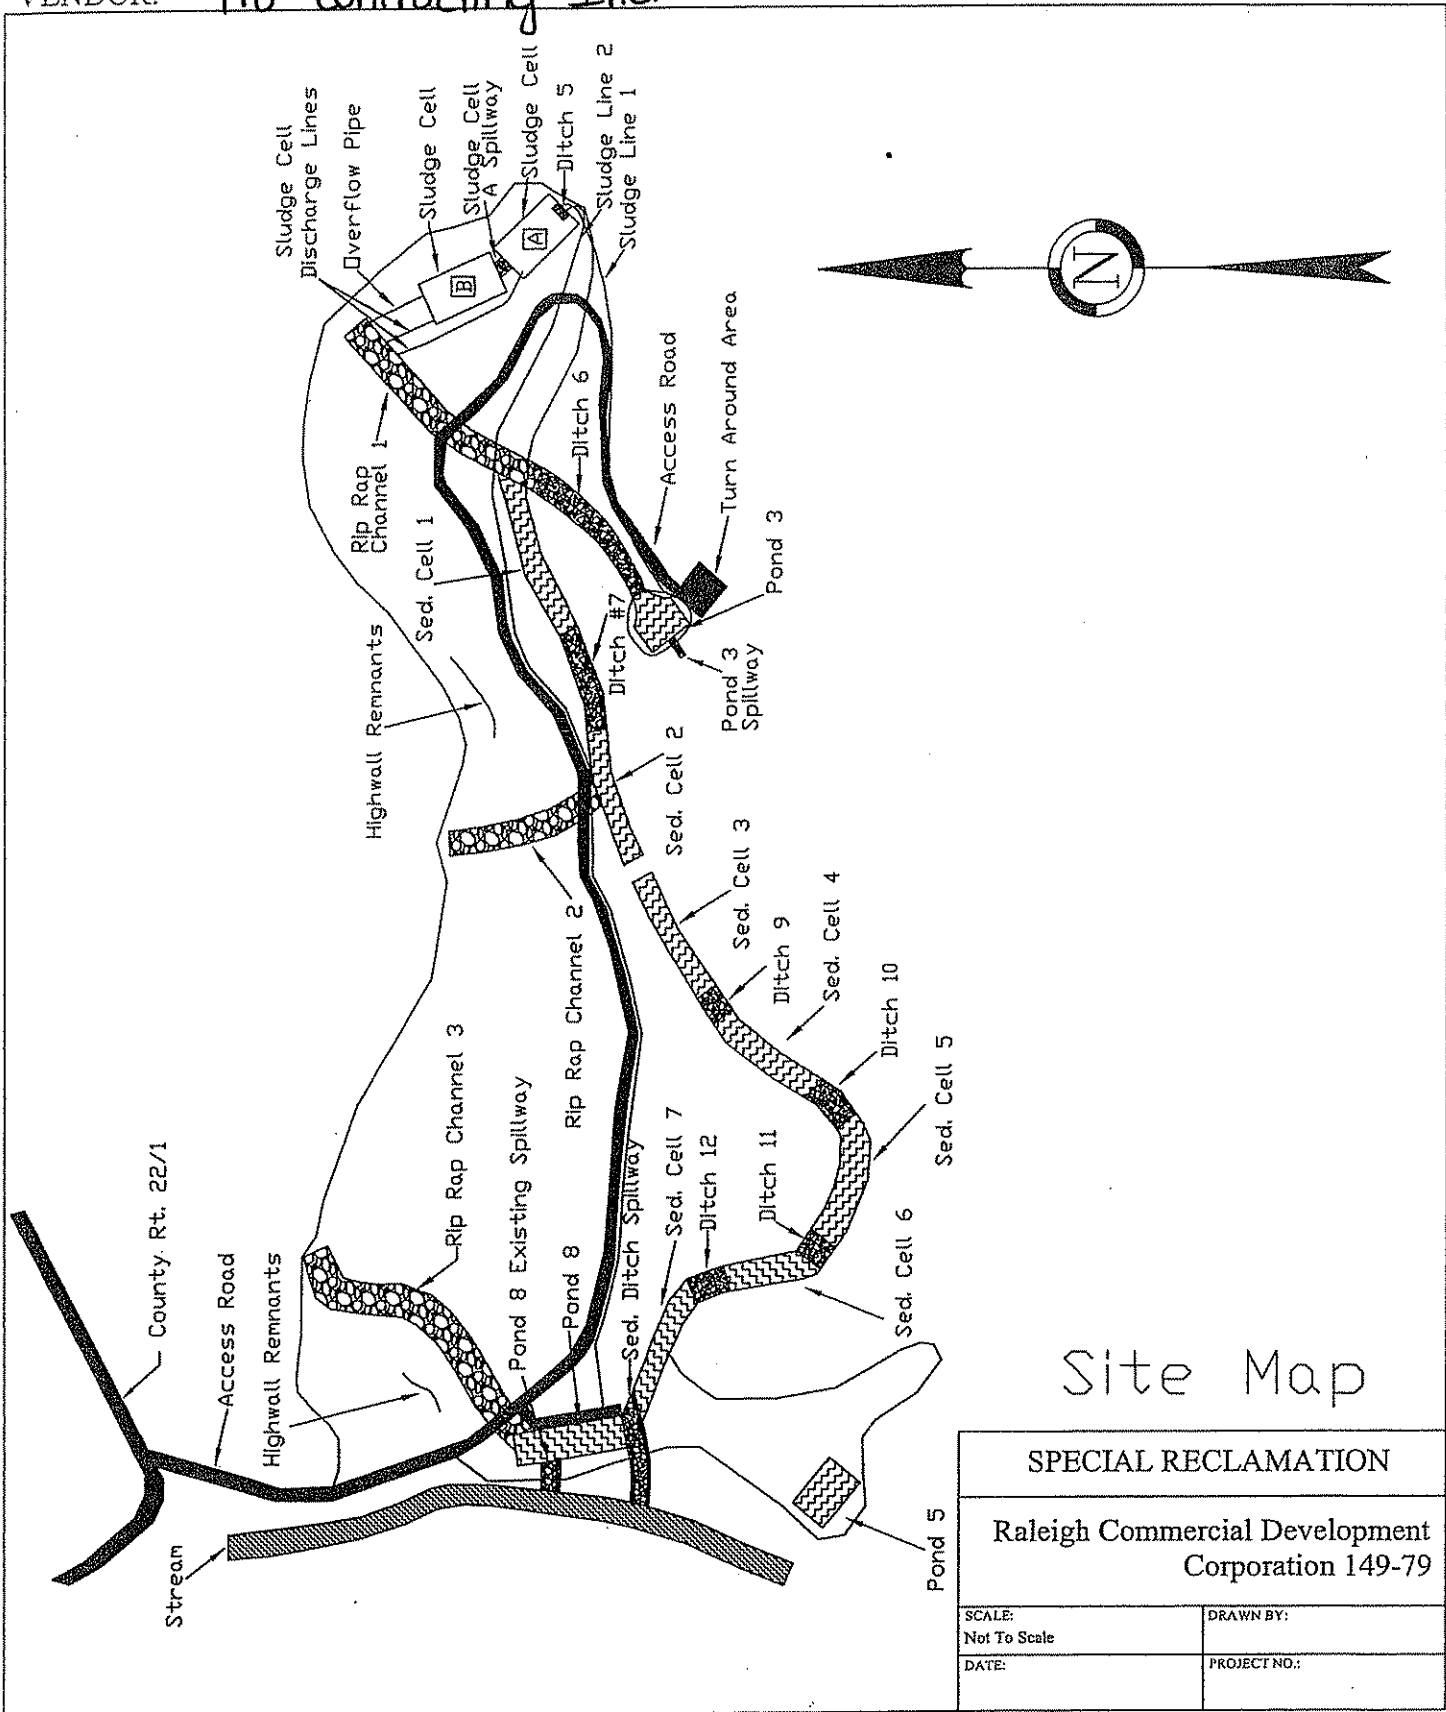 VENDOR:
Contracting Inc.
Sludge Cell
Discharge Lines
Overflow Pipe
Sludge Cell
Sludge Cell
A Spillway
Sludge Cell
Ditch 5
Sludge Line 2
Sludge Line 1
B
A
Rip Rap
Channel 1
Sed. Cell 1
Highwall Remnants
Ditch 6
Access Road
Turn Around Area
Pond 3
Ditch #7
Pond 3
Spillway
Sed. Cell 2
Rip Rap Channel 2
Sed. Cell 3
Ditch 9
Sed. Cell 4
Ditch 10
Sed. Cell 5
Rip Rap Channel 3
Pond 8 Existing Spillway
Pond 8
Sed. Ditch Spillway
Sed. Cell 7
Ditch 12
Ditch 11
Sed. Cell 6
County Rt. 22/1
Access Road
Highwall Remnants
Stream
Pond 5
N
Site Map
SPECIAL RECLAMATION
Raleigh Commercial Development
Corporation 149-79
SCALE:
Not To Scale
DRAWN BY:
DATE:
PROJECT NO.: